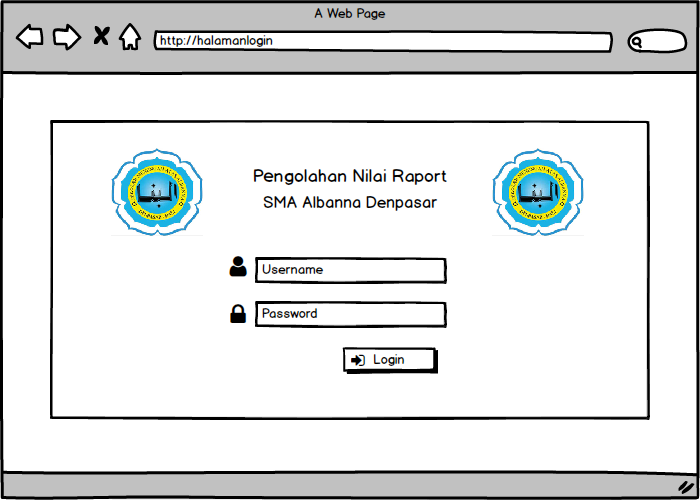 A Web Page
http://halamanlogin
Pengolahan Nilai Raport
SMA Albanna Denpasar
Username
Password
Login